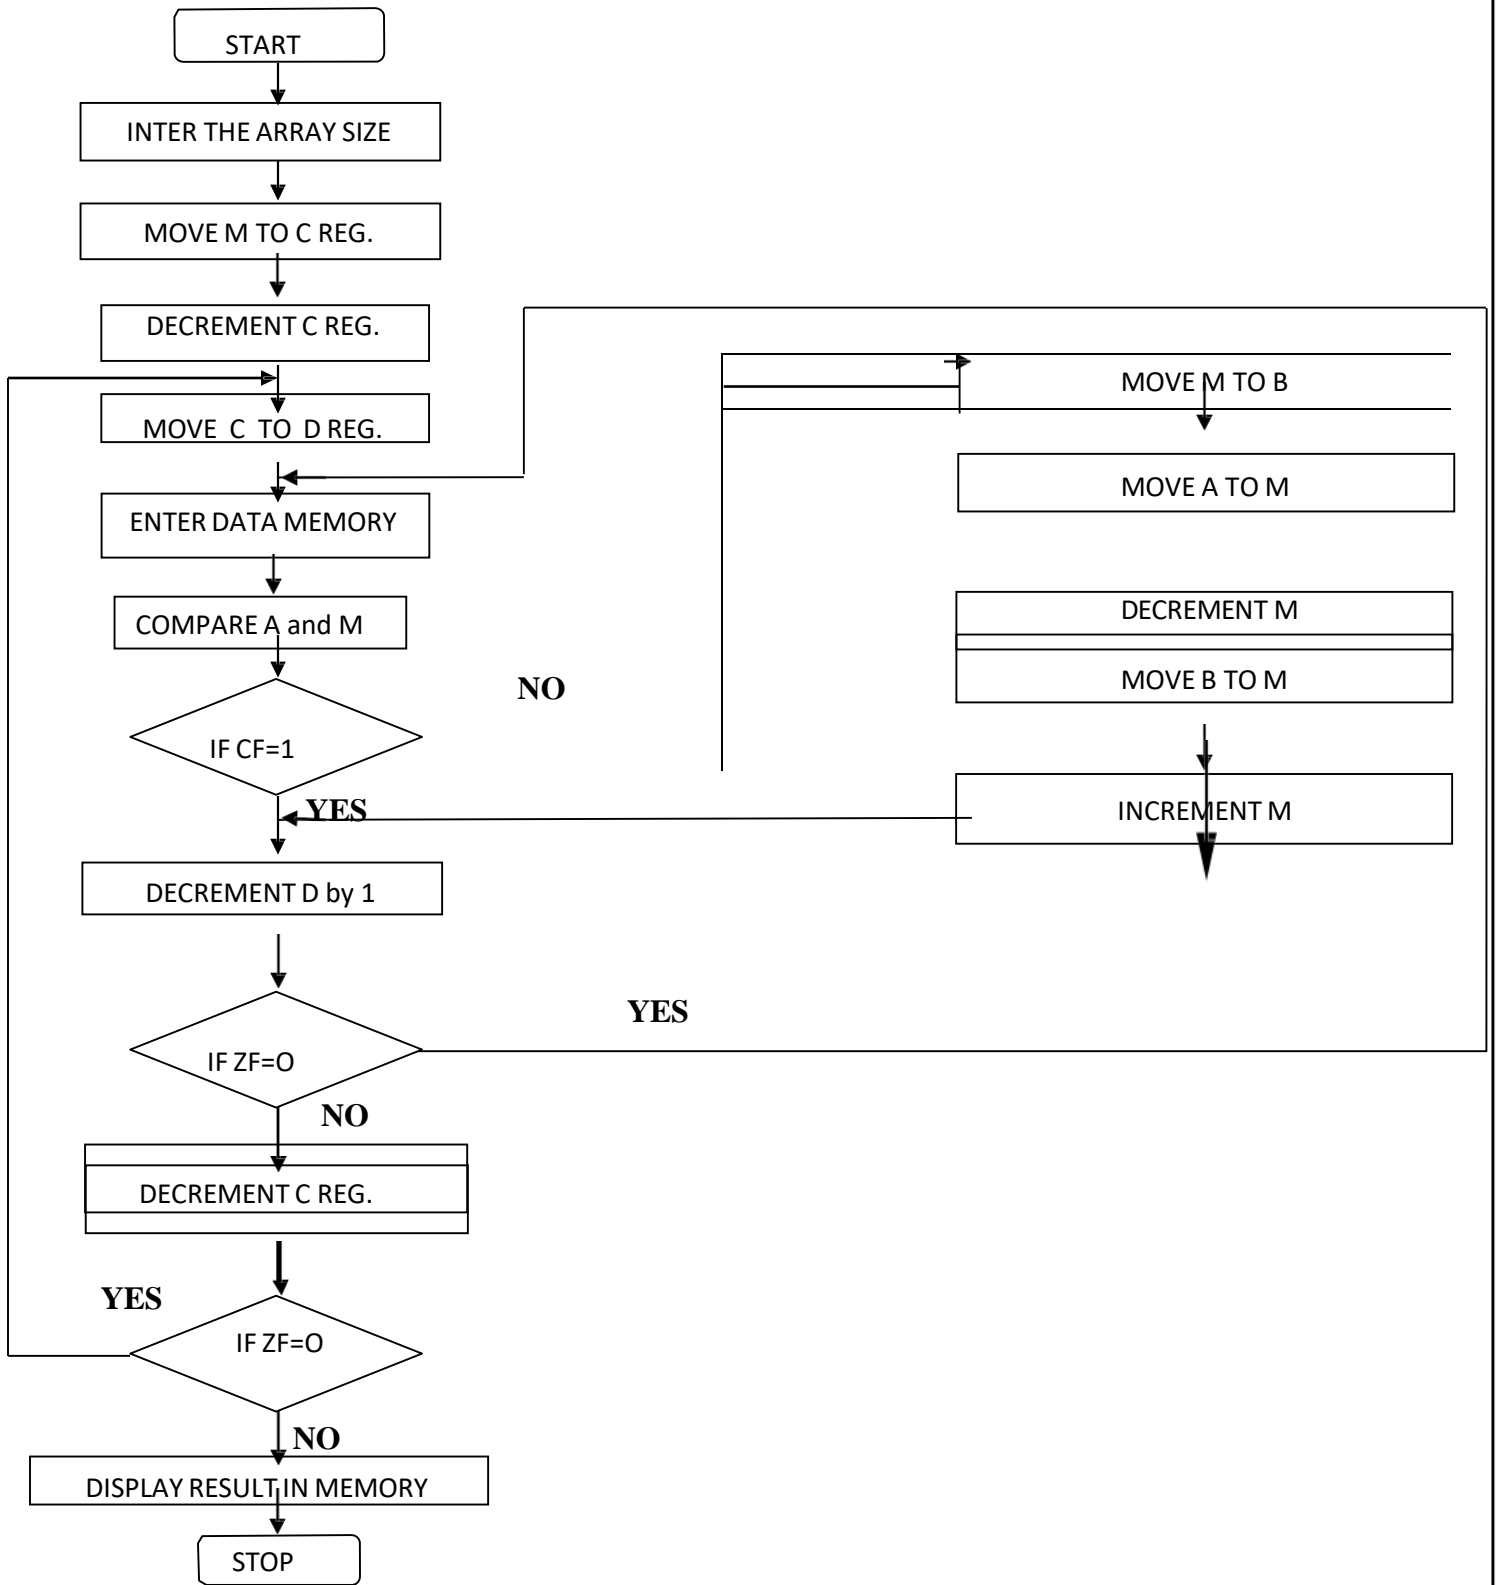 START
INTER THE ARRAY SIZE
MOVE M TO C REG.
DECREMENT C REG.
MOVE C TO D REG.
ENTER DATA MEMORY
COMPARE A and M
IF CF=1
NO
YES
MOVE M TO B
MOVE A TO M
DECREMENT M
MOVE B TO M
INCREMENT M
DECREMENT D by 1
IF ZF=O
YES
NO
DECREMENT C REG.
YES
IF ZF=O
NO
DISPLAY RESULT IN MEMORY
STOP